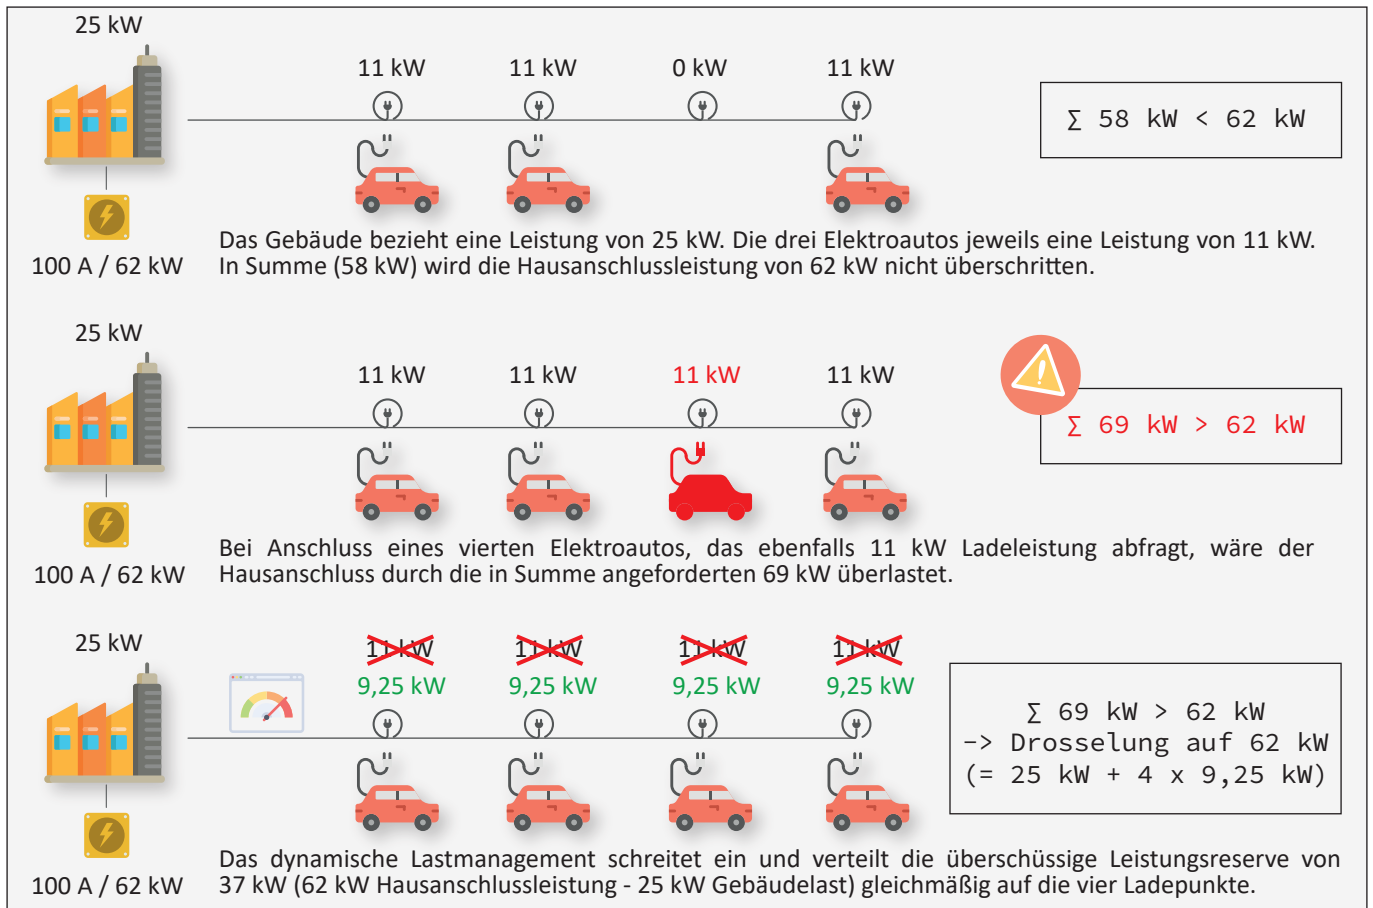 25 kW
11 kW 11 kW 0 kW 11 kW
∑ 58 kW < 62 kW
100 A / 62 kW
Das Gebäude bezieht eine Leistung von 25 kW. Die drei Elektroautos jeweils eine Leistung von 11 kW.
In Summe (58 kW) wird die Hausanschlussleistung von 62 kW nicht überschritten.
25 kW
11 kW 11 kW 11 kW 11 kW
∑ 69 kW > 62 kW
100 A / 62 kW
Bei Anschluss eines vierten Elektroautos, das ebenfalls 11 kW Ladeleistung abfragt, wäre der
Hausanschluss durch die in Summe angeforderten 69 kW überlastet.
25 kW
11 kW 11 kW 11 kW 11 kW
9,25 kW 9,25 kW 9,25 kW 9,25 kW
∑ 69 kW > 62 kW
–> Drosselung auf 62 kW
(= 25 kW + 4 x 9,25 kW)
100 A / 62 kW
Das dynamische Lastmanagement schreitet ein und verteilt die überschüssige Leistungsreserve von
37 kW (62 kW Hausanschlussleistung - 25 kW Gebäudelast) gleichmäßig auf die vier Ladepunkte.